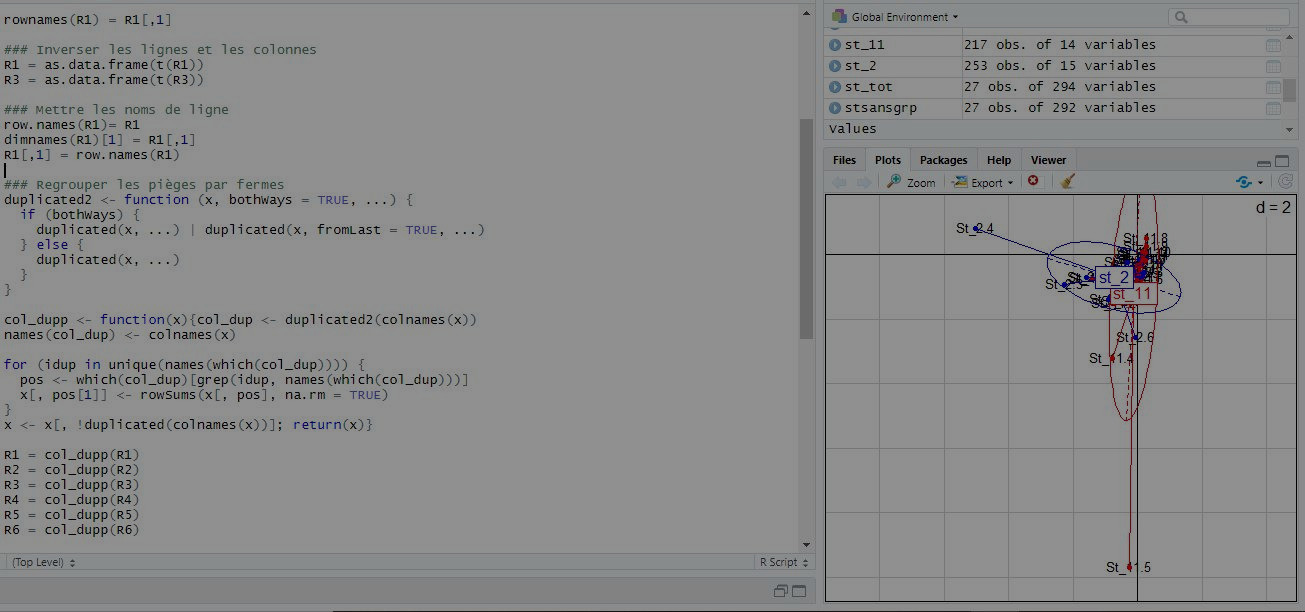 rownames(R1) = R1[,1]
### Inverser les lignes et les colonnes
R1 = as.data.frame(t(R1))
R3 = as.data.frame(t(R3))
### Mettre les noms de ligne
row.names(R1)= R1
dimnames(R1)[1] = R1[,1]
R1[,1] = row.names(R1)
### Regrouper les pièges par fermes
duplicated2 <- function (x, bothWays = TRUE, ...) {
if (bothWays) {
duplicated(x, ...) | duplicated(x, fromLast = TRUE, ...)
} else {
duplicated(x, ...)
}
}
col_dupp <- function(x){col_dup <- duplicated2(colnames(x))
names(col_dup) <- colnames(x)
for (idup in unique(names(which(col_dup)))) {
pos <- which(col_dup)[grep(idup, names(which(col_dup)))]
x[, pos[1]] <- rowSums(x[, pos], na.rm = TRUE)
}
x <- x[, !duplicated(colnames(x))]; return(x)}
R1 = col_dupp(R1)
R2 = col_dupp(R2)
R3 = col_dupp(R3)
R4 = col_dupp(R4)
R5 = col_dupp(R5)
R6 = col_dupp(R6)
(Top Level)
R Script
Global Environment
st_11 217 obs. of 14 variables
st_2 253 obs. of 15 variables
st_tot 27 obs. of 294 variables
stsansgrp 27 obs. of 292 variables
values
Files Plots Packages Help Viewer
Zoom Export
d = 2
St_2.4
st_2
st_11
St_2.6
St_11.5